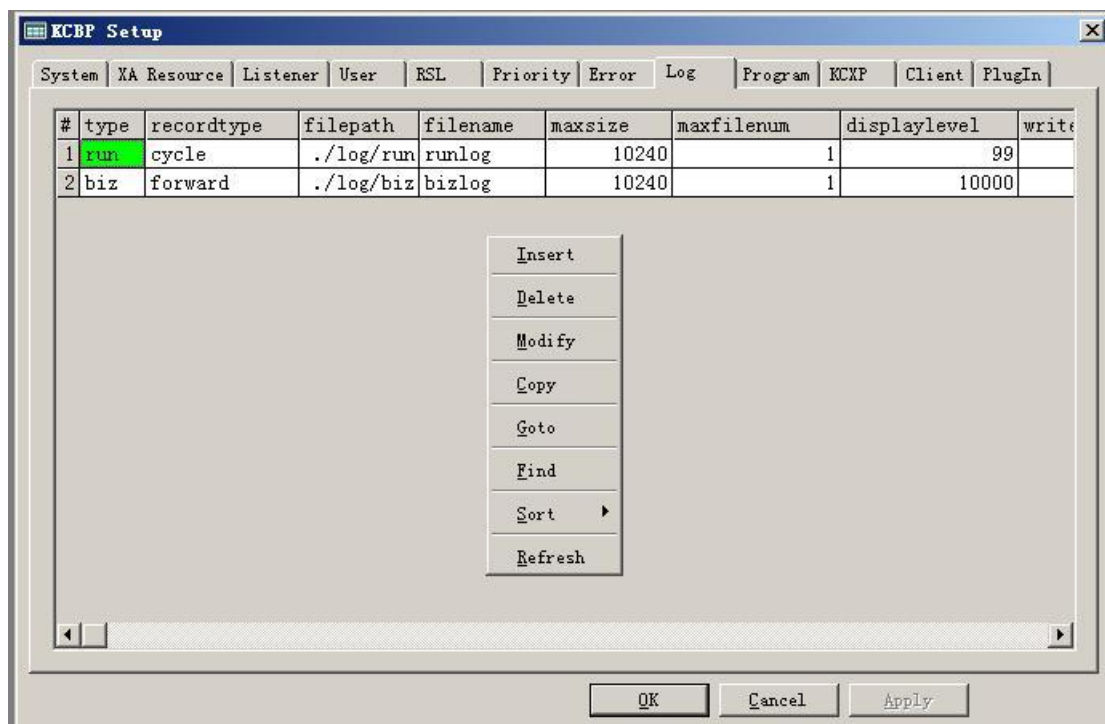 KCBP Setup
System XA Resource Listener User RSL Priority Error Log Program KCXP Client PlugIn
# type recordtype filepath filename maxsize maxfilenum displaylevel write
1 run cycle ./log/run runlog 10240 1 99
2 biz forward ./log/biz bizlog 10240 1 10000
Insert
Delete
Modify
Copy
Goto
Find
Sort
Refresh
OK Cancel Apply